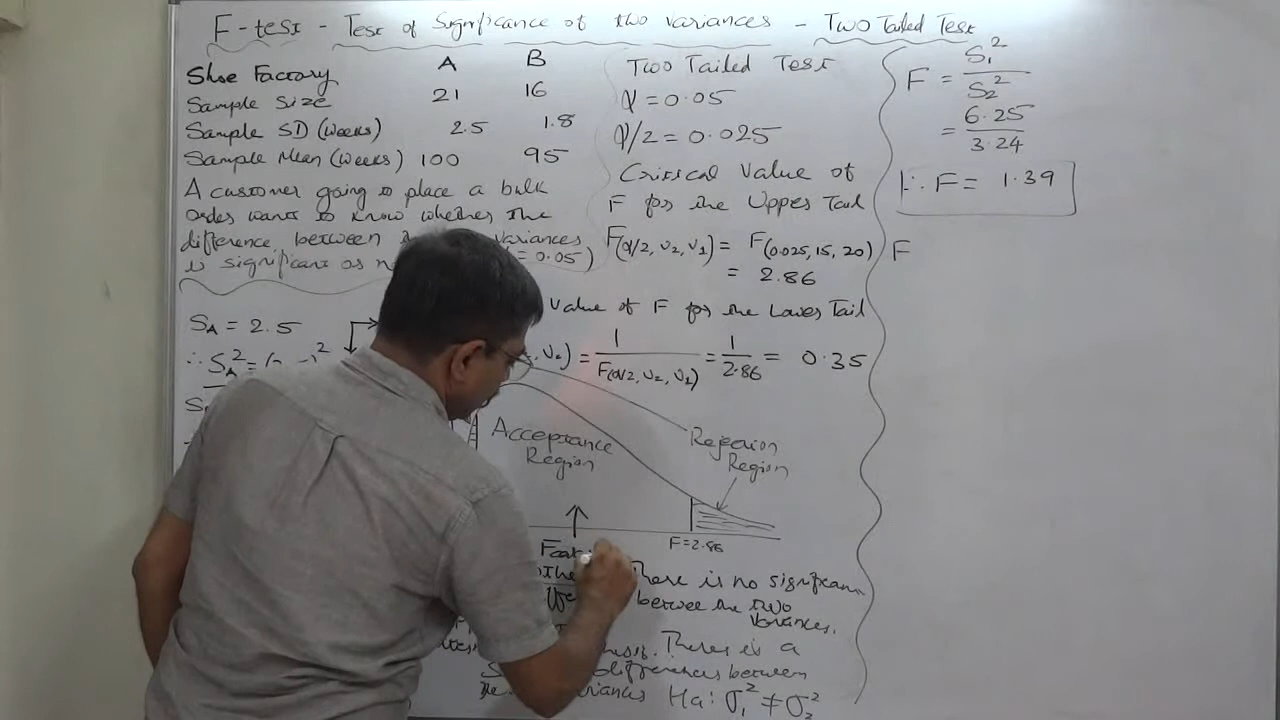 F-test - Test of Significance of two variances - Two Tailed Test
Shoe Factory A B
Sample Size 21 16
Sample SD (weeks) 2.5 1.8
Sample Mean (weeks) 100 95
A customer going to place a bulk
order wants to know whether the
difference between variances
is significant or = 0.05)
SA = 2.5
∴ SA² =
Two Tailed Test
α = 0.05
α/2 = 0.025
Critical Value of
F for the Upper Tail
F(α/2, ν2, ν1) = F(0.025, 15, 20)
= 2.86
Value of F for the Lower Tail
= 1/F(α/2, ν2, ν1) = 1/2.86 = 0.35
Acceptance
Region
Rejection
Region
F=2.86
There is no significan
betwee the two
variances.
There is a
differences between
Ha: σ1² ≠ σ2²
F = S1²/S2²
= 6.25/3.24
∴ F = 1.39
F